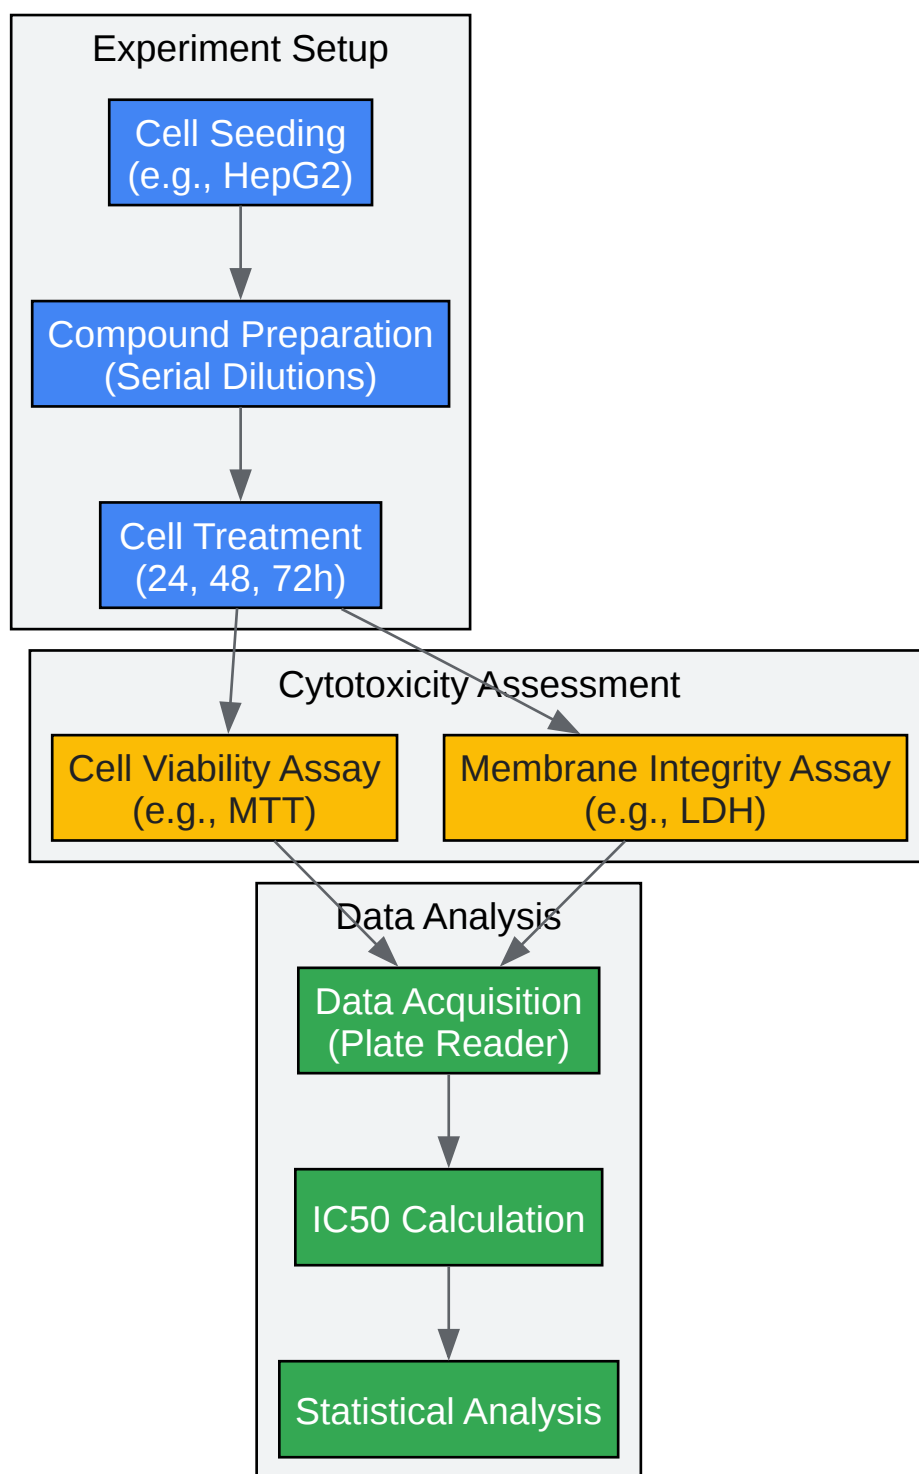 Experiment Setup
Cell Seeding
(e.g., HepG2)
Compound Preparation
(Serial Dilutions)
Cell Treatment
(24, 48, 72h)
Cytotoxicity Assessment
Cell Viability Assay
(e.g., MTT)
Membrane Integrity Assay
(e.g., LDH)
Data Analysis
Data Acquisition
(Plate Reader)
IC50 Calculation
Statistical Analysis